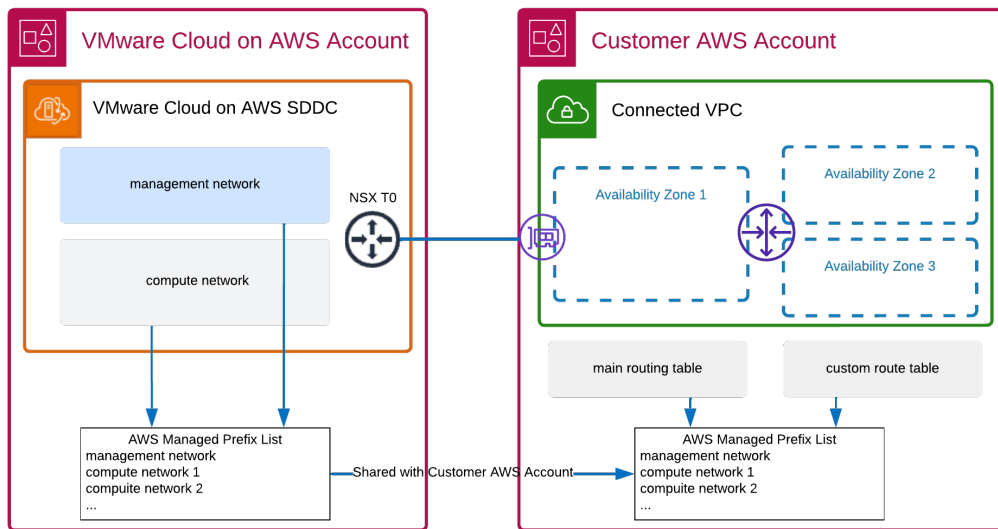 VMware Cloud on AWS Account
VMware Cloud on AWS SDDC
management network
compute network
NSX T0
AWS Managed Prefix List
management network
compute network 1
compuite network 2
...
Shared with Customer AWS Account
Customer AWS Account
Connected VPC
Availability Zone 1
Availability Zone 2
Availability Zone 3
main routing table
custom route table
AWS Managed Prefix List
management network
compute network 1
compuite network 2
...